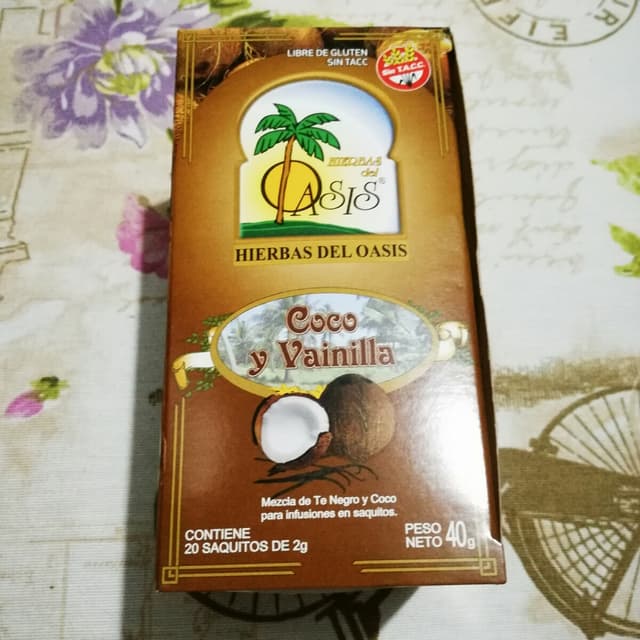 LIBRE DE GLUTEN
SIN TACC
Sin T.A.C.C.
HIERBAS
del
OASIS®
HIERBAS DEL OASIS
Coco
y Vainilla
Mezcla de Te Negro y Coco
para infusiones en saquitos.
CONTIENE
20 SAQUITOS DE 2g
PESO
NETO 40g